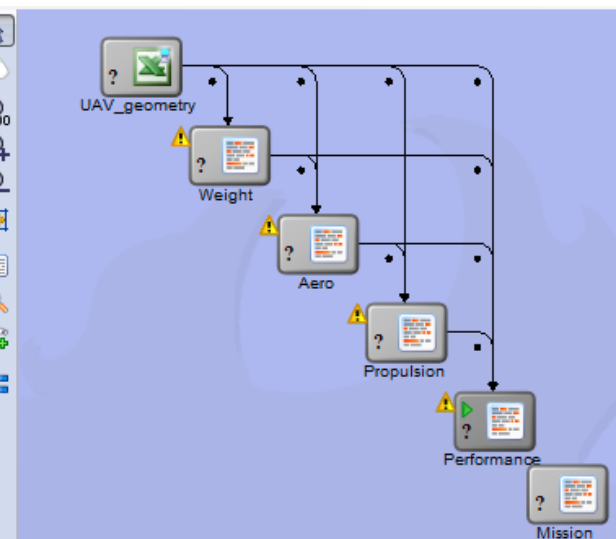 ?
UAV_geometry
?
Weight
?
Aero
?
Propulsion
?
Performance
?
Mission